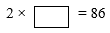 2 × = 86